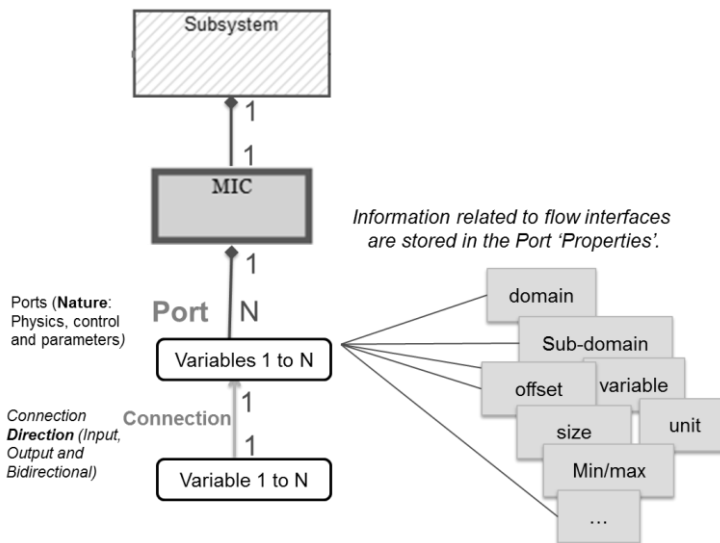 Subsystem
1
1
MIC
1
Information related to flow interfaces
are stored in the Port ‘Properties’.
Ports (Nature:
Physics, control
and parameters)
Port
N
Variables 1 to N
domain
Sub-domain
offset
variable
size
unit
Min/max
...
Connection
Direction (Input,
Output and
Bidirectional)
Connection
1
1
Variable 1 to N